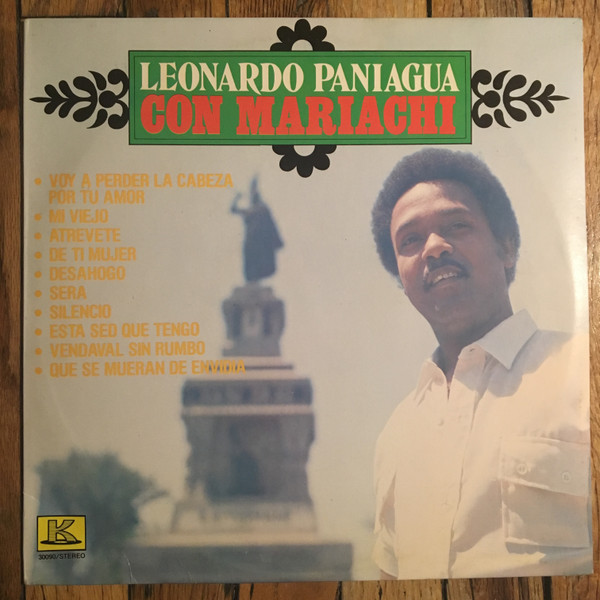 LEONARDO PANIAGUA
CON MARIACHI
• VOY A PERDER LA CABEZA
POR TU AMOR
• MI VIEJO
• ATREVETE
• DE TI MUJER
• DESAHOGO
• SERA
• SILENCIO
• ESTA SED QUE TENGO
• VENDAVAL SIN RUMBO
• QUE SE MUERAN DE ENVIDIA
K
30090/STEREO